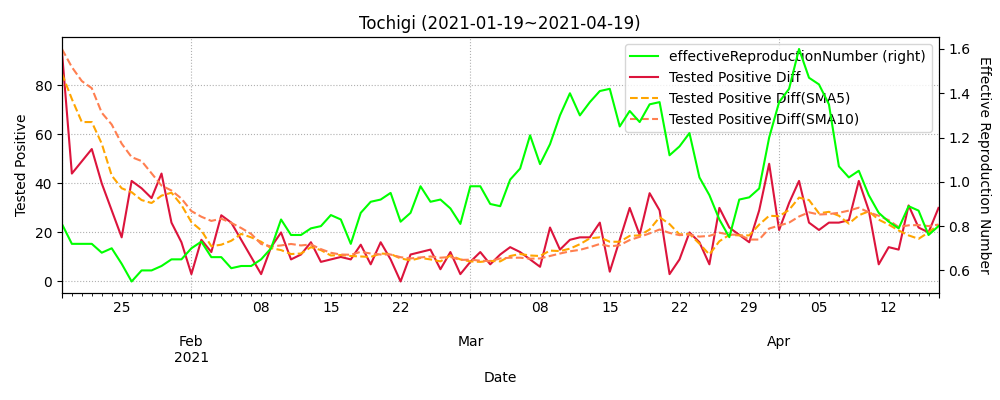 Tochigi (2021-01-19~2021-04-19)
effectiveReproductionNumber (right)
Tested Positive Diff
Tested Positive Diff(SMA5)
Tested Positive Diff(SMA10)
Tested Positive
0
20
40
60
80
Effective Reproduction Number
0.6
0.8
1.0
1.2
1.4
1.6
25 08 15 22 08 15 22 29 05 12
Feb Mar Apr
2021
Date